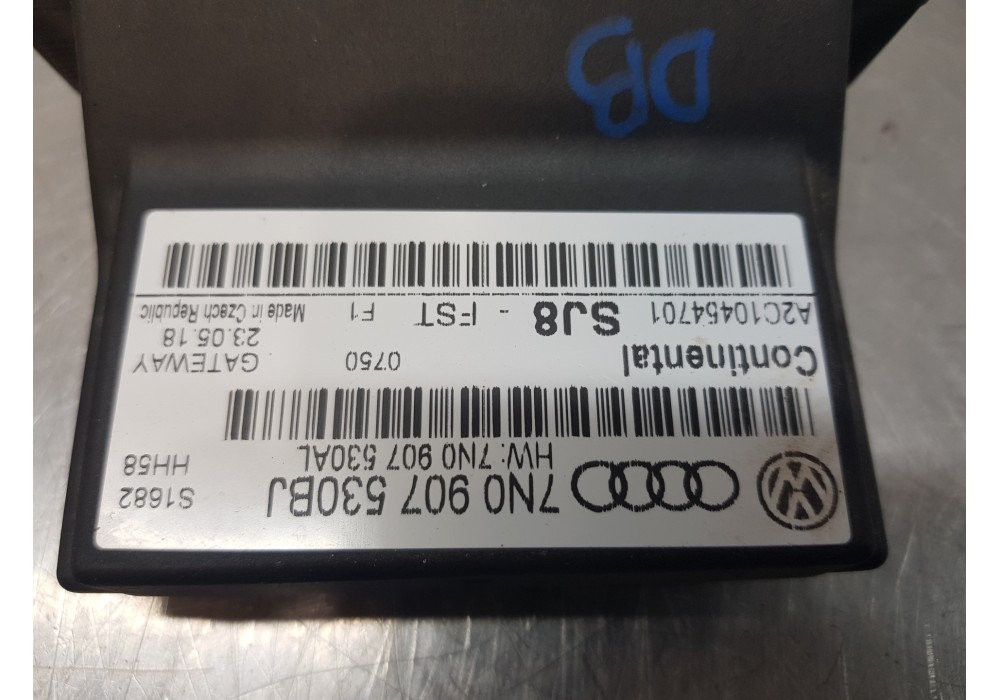 7N0 907 530BJ
S1682
HW: 7N0 907 530AL
HH58
Continental
0750
GATEWAY
23.05.18
A2C10454701
SJ8 - FST F1
Made in Czech Republic
DB